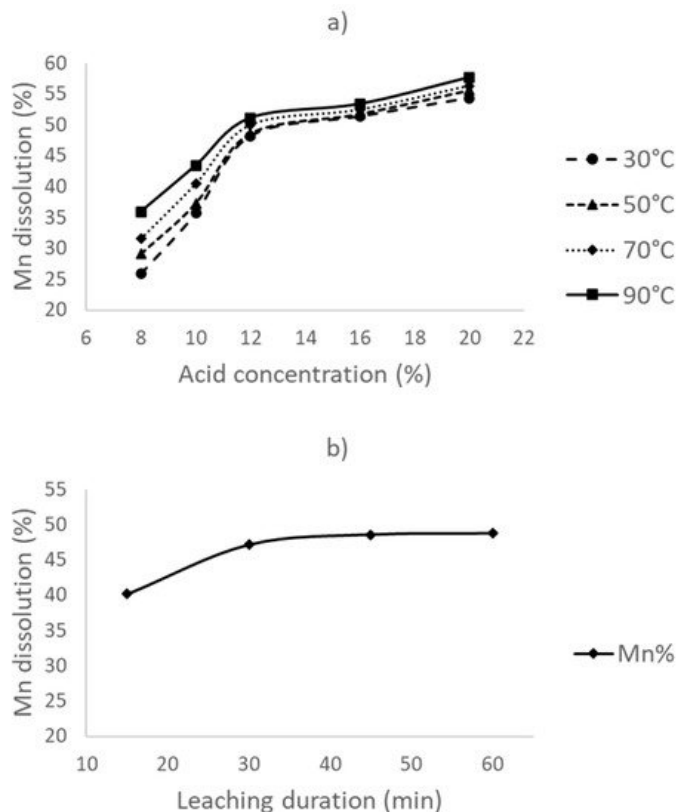 a)
Mn dissolution (%)
60
55
50
45
40
35
30
25
20
6 8 10 12 14 16 18 20 22
Acid concentration (%)
30°C
50°C
70°C
90°C
b)
Mn dissolution (%)
55
50
45
40
35
30
25
20
10 20 30 40 50 60
Leaching duration (min)
Mn%